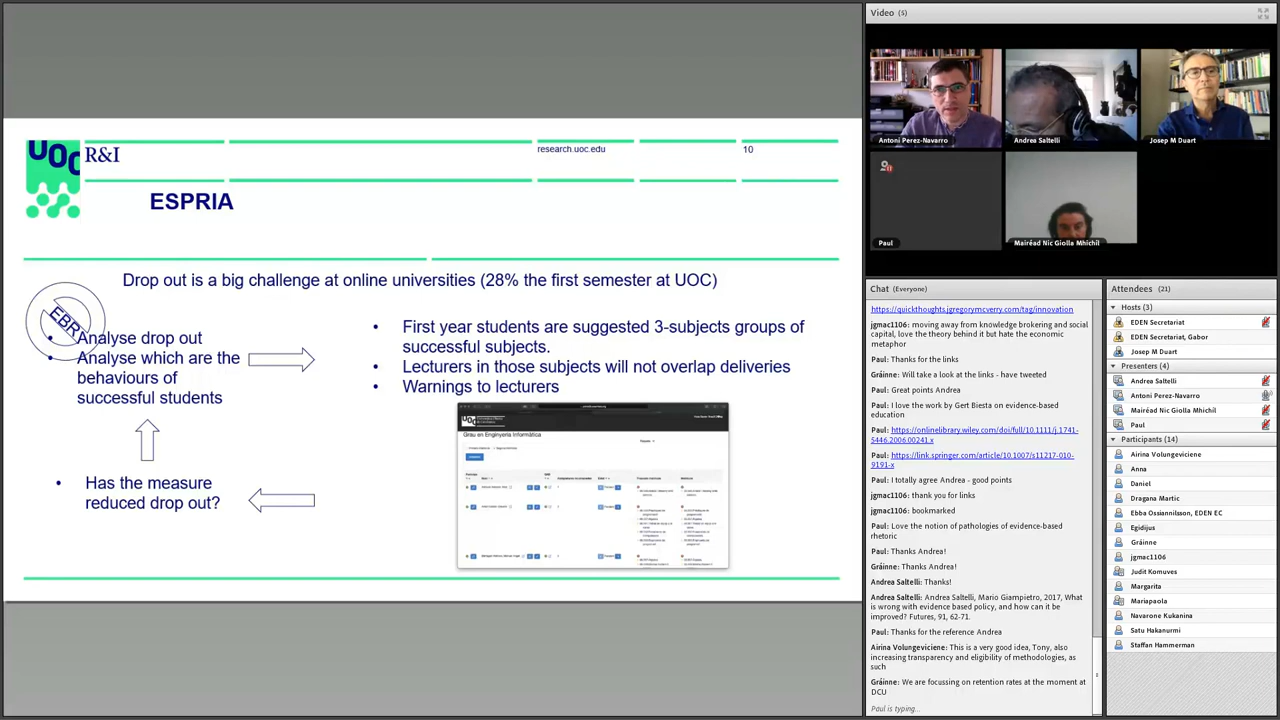 UOC R&I
research.uoc.edu
10
ESPRIA
Drop out is a big challenge at online universities (28% the first semester at UOC)
EBR
• Analyse drop out
• Analyse which are the
behaviours of
successful students
• Has the measure
reduced drop out?
• First year students are suggested 3-subjects groups of
successful subjects.
• Lecturers in those subjects will not overlap deliveries
• Warnings to lecturers
UOC
Grau en Enginyeria Informàtica
Video (5)
Antoni Perez-Navarro
Andrea Saltelli
Josep M Duart
Paul
Mairéad Nic Giolla Mhichíl
Chat (Everyone)
https://quickthoughts.jgregorymcverry.com/tag/innovation
jgmac1106: moving away from knowledge brokering and social
capital, love the theory behind it but hate the economic
metaphor
Paul: Thanks for the links
Gráinne: Will take a look at the links - have tweeted
Paul: Great points Andrea
Paul: I love the work by Gert Biesta on evidence-based
education
Paul: https://onlinelibrary.wiley.com/doi/full/10.1111/j.1741-
5446.2006.00241.x
Paul: https://link.springer.com/article/10.1007/s11217-010-
9191-x
Paul: I totally agree Andrea - good points
jgmac1106: thank you for links
jgmac1106: bookmarked
Paul: Love the notion of pathologies of evidence-based
rhetoric
Paul: Thanks Andrea!
Gráinne: Thanks Andrea!
Andrea Saltelli: Thanks!
Andrea Saltelli: Andrea Saltelli, Mario Giampietro, 2017, What
is wrong with evidence based policy, and how can it be
improved? Futures, 91, 62-71.
Paul: Thanks for the reference Andrea
Airina Volungeviciene: This is a very good idea, Tony, also
increasing transparency and eligibility of methodologies, as
such
Gráinne: We are focussing on retention rates at the moment at
DCU
Paul is typing...
Attendees (21)
Hosts (3)
EDEN Secretariat
EDEN Secretariat, Gabor
Josep M Duart
Presenters (4)
Andrea Saltelli
Antoni Perez-Navarro
Mairéad Nic Giolla Mhichíl
Paul
Participants (14)
Airina Volungeviciene
Anna
Daniel
Dragana Martic
Ebba Ossiannilsson, EDEN EC
Egidijus
Gráinne
jgmac1106
Judit Komuves
Margarita
Mariapaola
Navarone Kukanina
Satu Hakanurmi
Staffan Hammerman